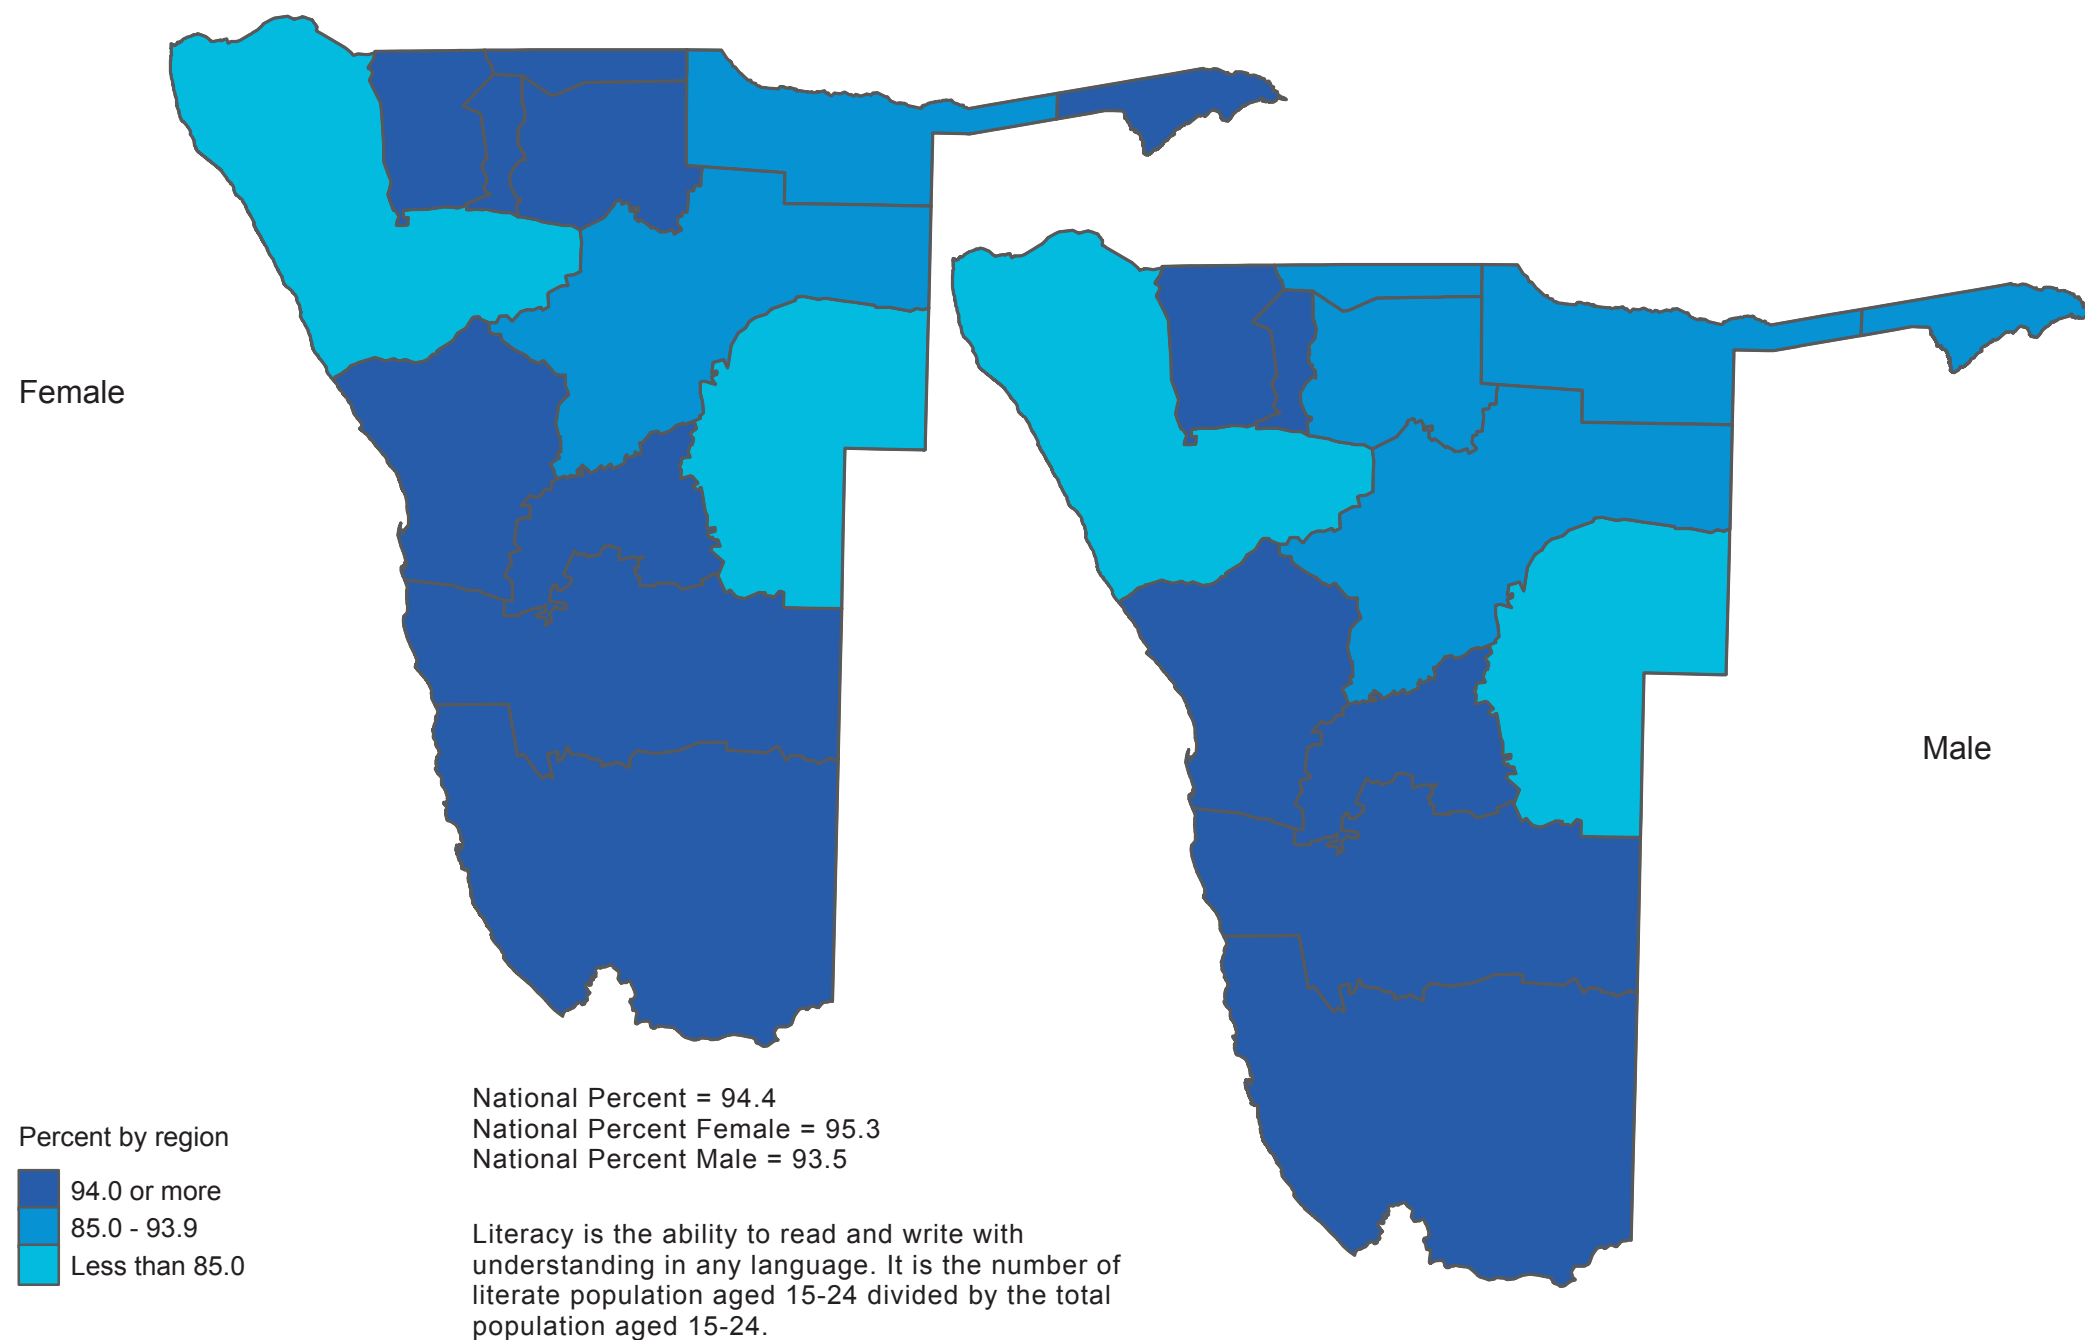 Female
Male
National Percent = 94.4
National Percent Female = 95.3
National Percent Male = 93.5
Percent by region
94.0 or more
85.0 - 93.9
Less than 85.0
Literacy is the ability to read and write with
understanding in any language. It is the number of
literate population aged 15-24 divided by the total
population aged 15-24.